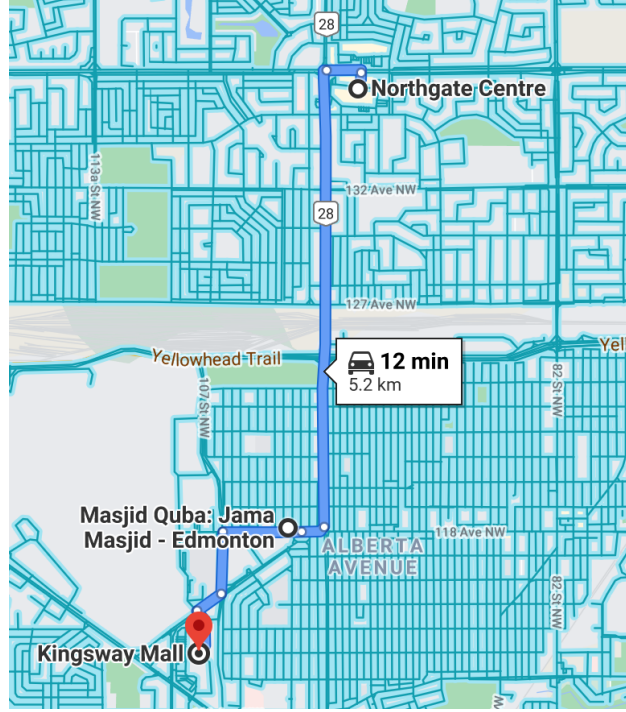 28
Northgate Centre
113a St NW
132 Ave NW
28
127 Ave NW
Yellowhead Trail
12 min
5.2 km
Yel
107 St NW
82 St NW
Masjid Quba: Jama
Masjid - Edmonton
118 Ave NW
ALBERTA
AVENUE
82 St NW
Kingsway Mall